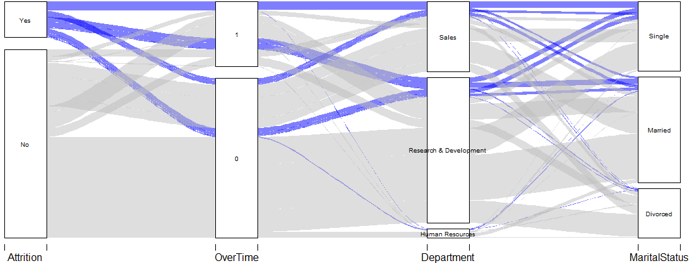 Yes
No
1
0
Sales
Research & Development
Human Resources
Single
Married
Divorced
Attrition
OverTime
Department
MaritalStatus